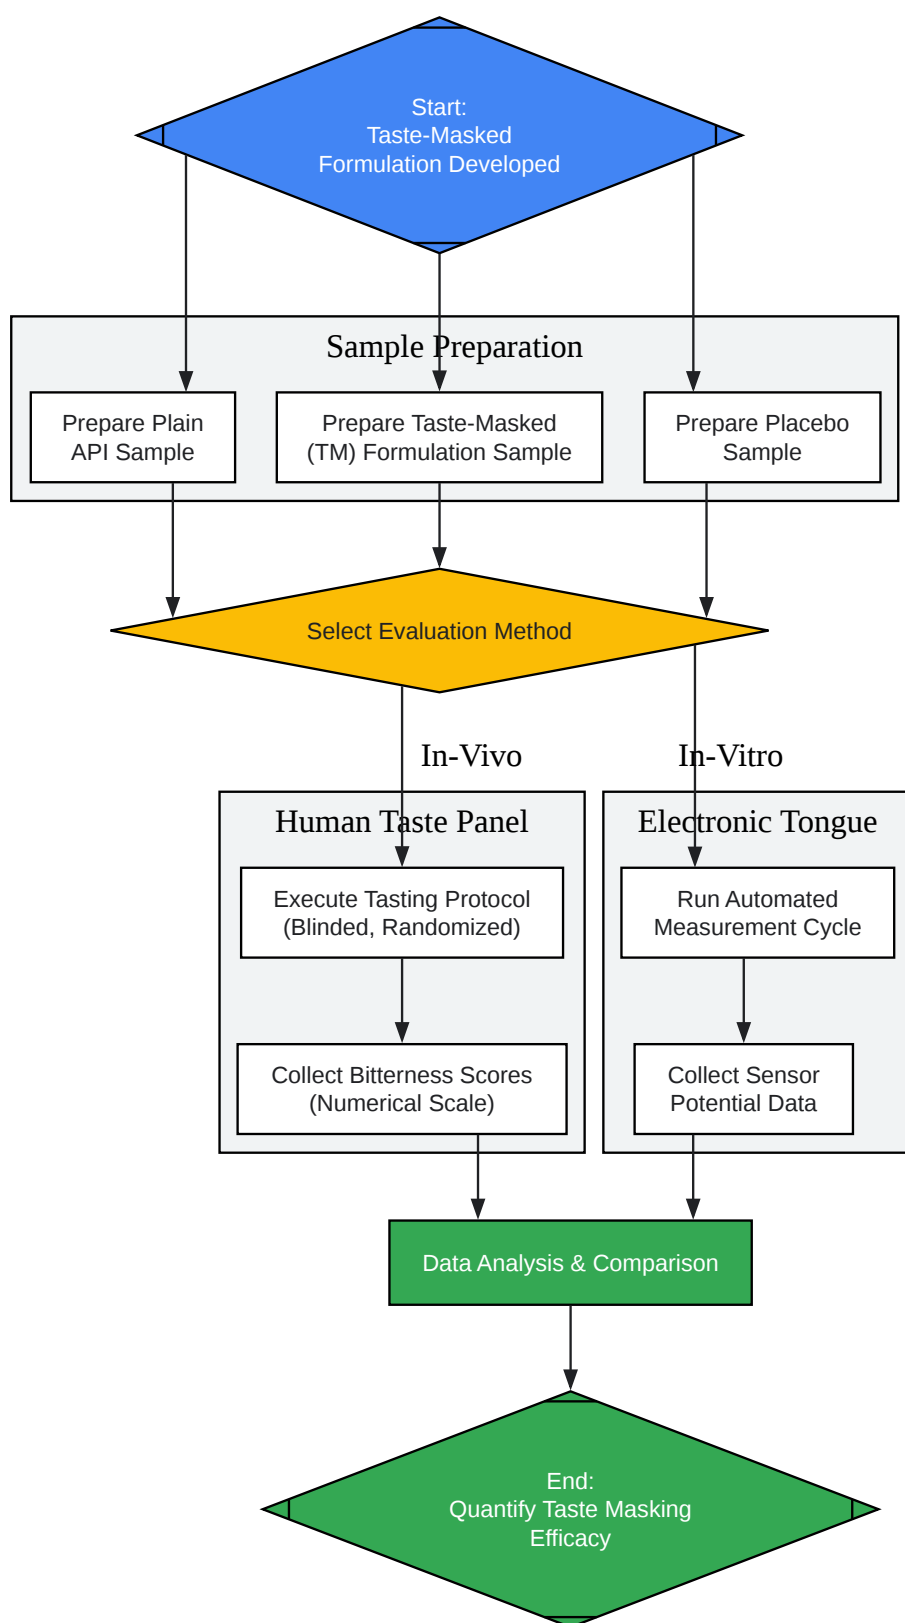 Start:
Taste-Masked
Formulation Developed
Sample Preparation
Prepare Plain
API Sample
Prepare Taste-Masked
(TM) Formulation Sample
Prepare Placebo
Sample
Select Evaluation Method
In-Vivo
In-Vitro
Human Taste Panel
Execute Tasting Protocol
(Blinded, Randomized)
Collect Bitterness Scores
(Numerical Scale)
Electronic Tongue
Run Automated
Measurement Cycle
Collect Sensor
Potential Data
Data Analysis & Comparison
End:
Quantify Taste Masking
Efficacy